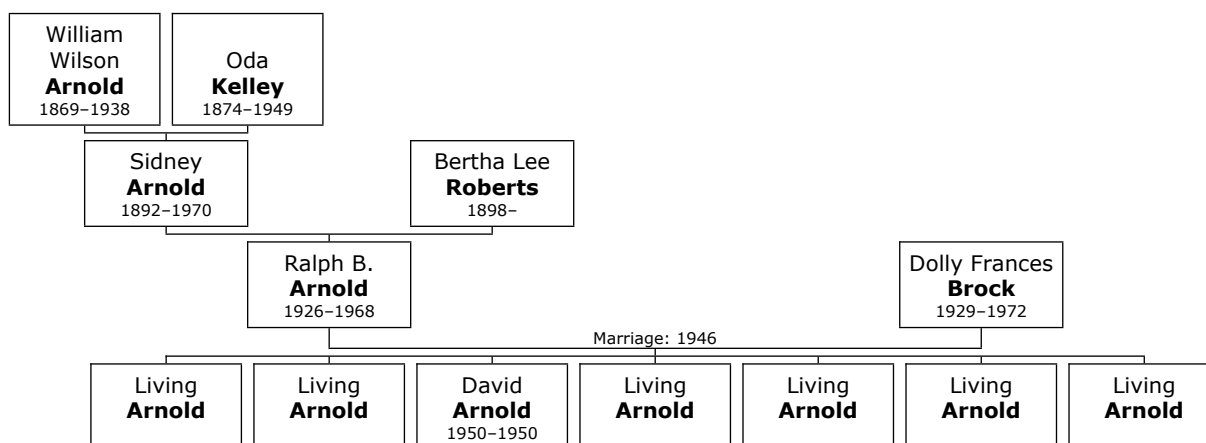 William
Wilson
Arnold
1869–1938
Oda
Kelley
1874–1949
Sidney
Arnold
1892–1970
Bertha Lee
Roberts
1898–
Ralph B.
Arnold
1926–1968
Dolly Frances
Brock
1929–1972
Marriage: 1946
Living
Arnold
Living
Arnold
David
Arnold
1950–1950
Living
Arnold
Living
Arnold
Living
Arnold
Living
Arnold